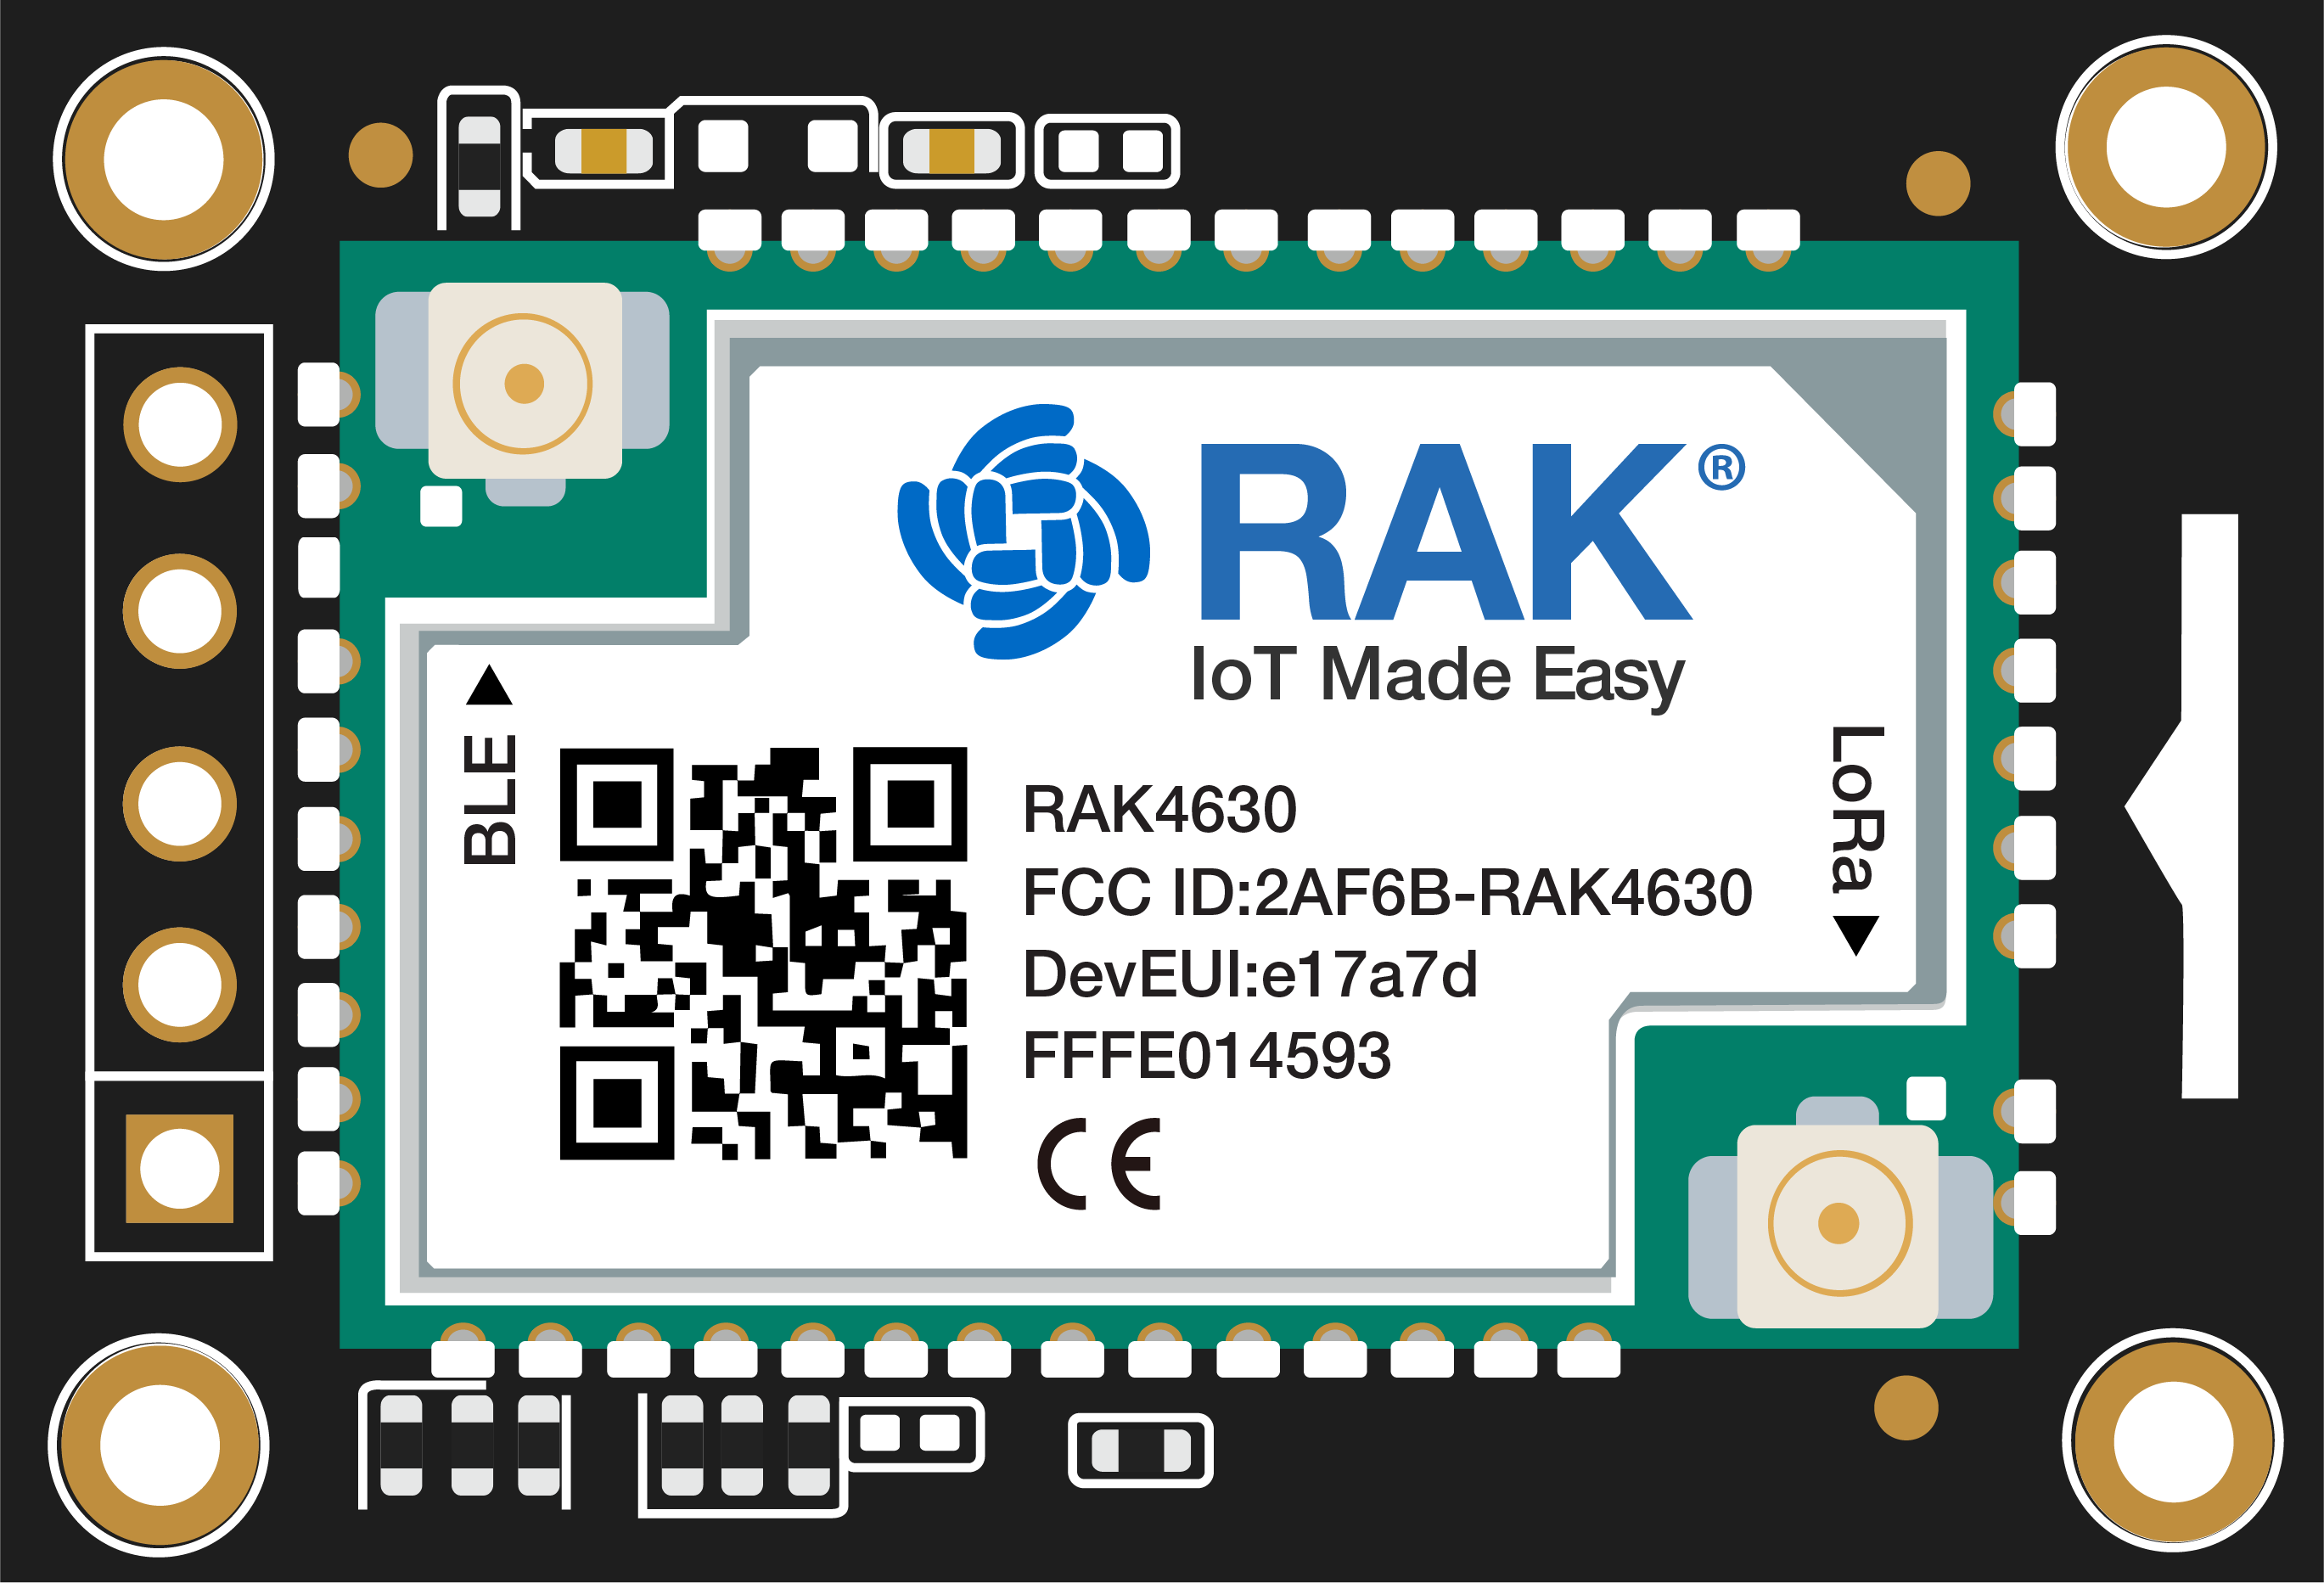 RAK®
IoT Made Easy
BLE
LoRa
RAK4630
FCC ID:2AF6B-RAK4630
DevEUI:e17a7d
FFFE014593
CE